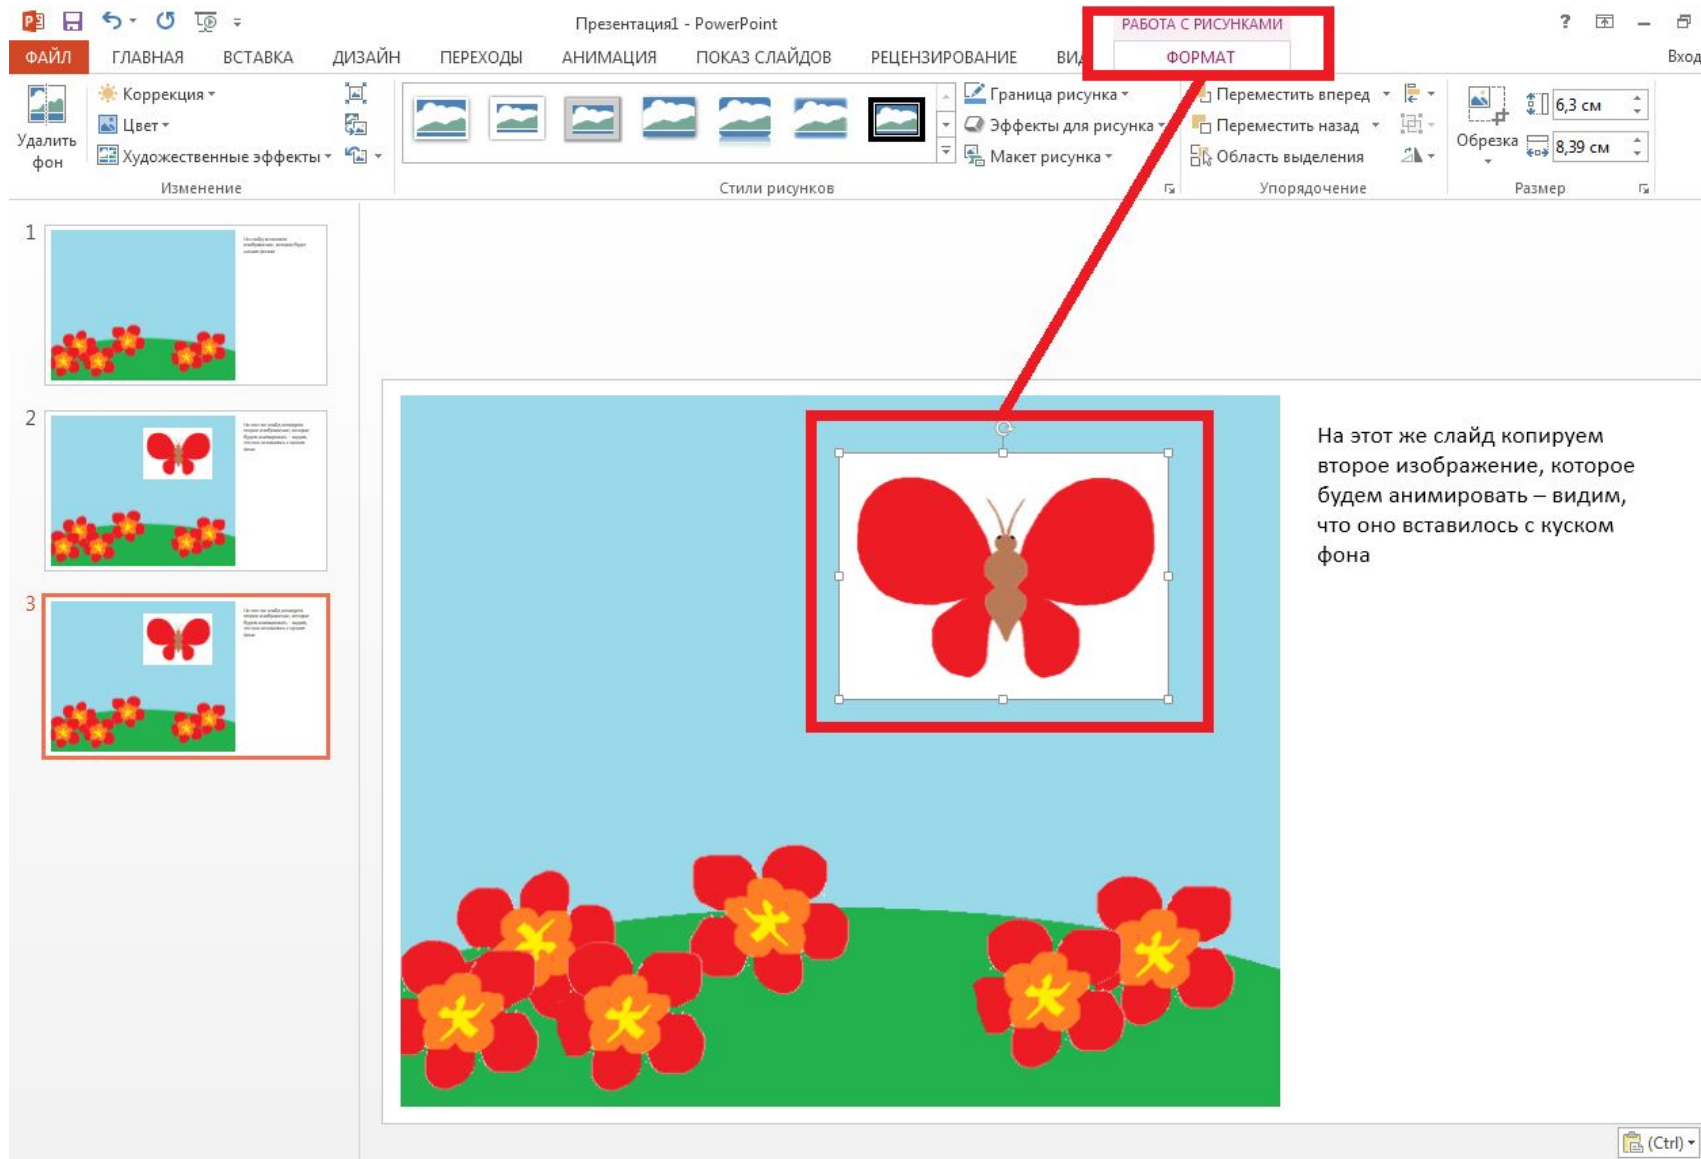 Презентация1 - PowerPoint
РАБОТА С РИСУНКАМИ
?
ФАЙЛ ГЛАВНАЯ ВСТАВКА ДИЗАЙН ПЕРЕХОДЫ АНИМАЦИЯ ПОКАЗ СЛАЙДОВ РЕЦЕНЗИРОВАНИЕ ФОРМАТ Вход
Удалить фон
Коррекция
Цвет
Художественные эффекты
Изменение
Стили рисунков
Граница рисунка
Эффекты для рисунка
Макет рисунка
Переместить вперед
Переместить назад
Область выделения
Упорядочение
Обрезка
6,3 см
8,39 см
Размер
1
2
3
На этот же слайд копируем
второе изображение, которое
будем анимировать – видим,
что оно вставилось с куском
фона
(Ctrl)